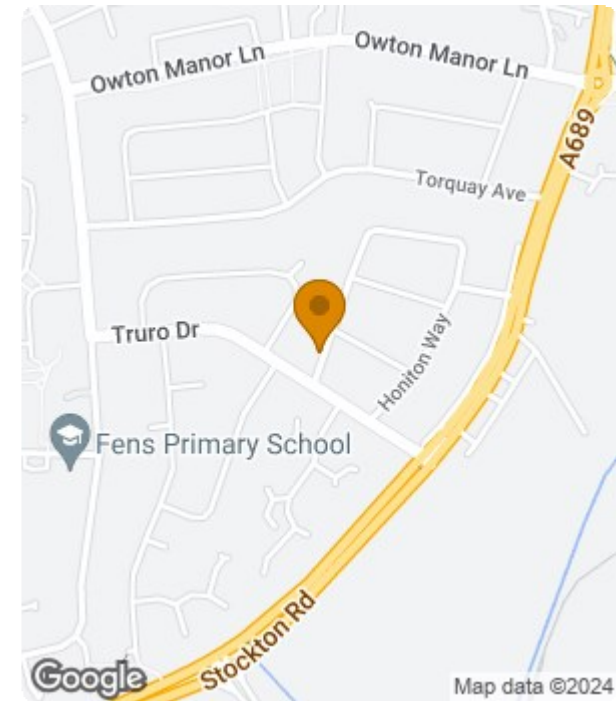 Owton Manor Ln
Owton Manor Ln
A689
Torquay Ave
Truro Dr
Honiton Way
Fens Primary School
Stockton Rd
Google
Map data ©2024